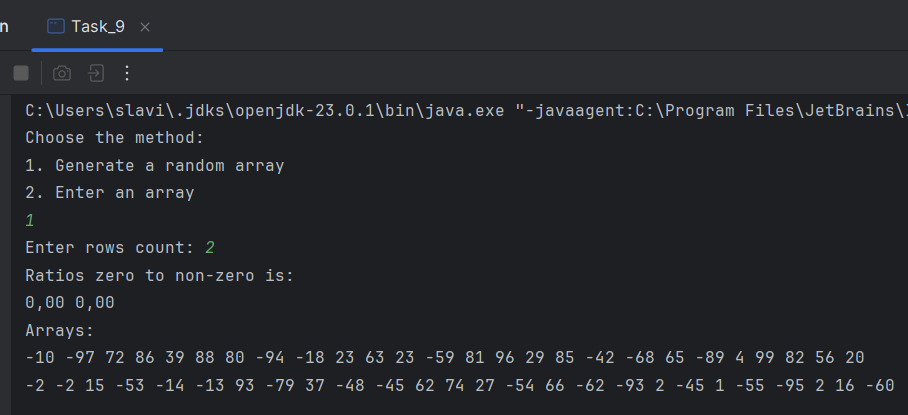 n Task_9
C:\Users\slavi\.jdks\openjdk-23.0.1\bin\java.exe "-javaagent:C:\Program Files\JetBrains\
Choose the method:
1. Generate a random array
2. Enter an array
1
Enter rows count: 2
Ratios zero to non-zero is:
0,00 0,00
Arrays:
-10 -97 72 86 39 88 80 -94 -18 23 63 23 -59 81 96 29 85 -42 -68 65 -89 4 99 82 56 20
-2 -2 15 -53 -14 -13 93 -79 37 -48 -45 62 74 27 -54 66 -62 -93 2 -45 1 -55 -95 2 16 -60